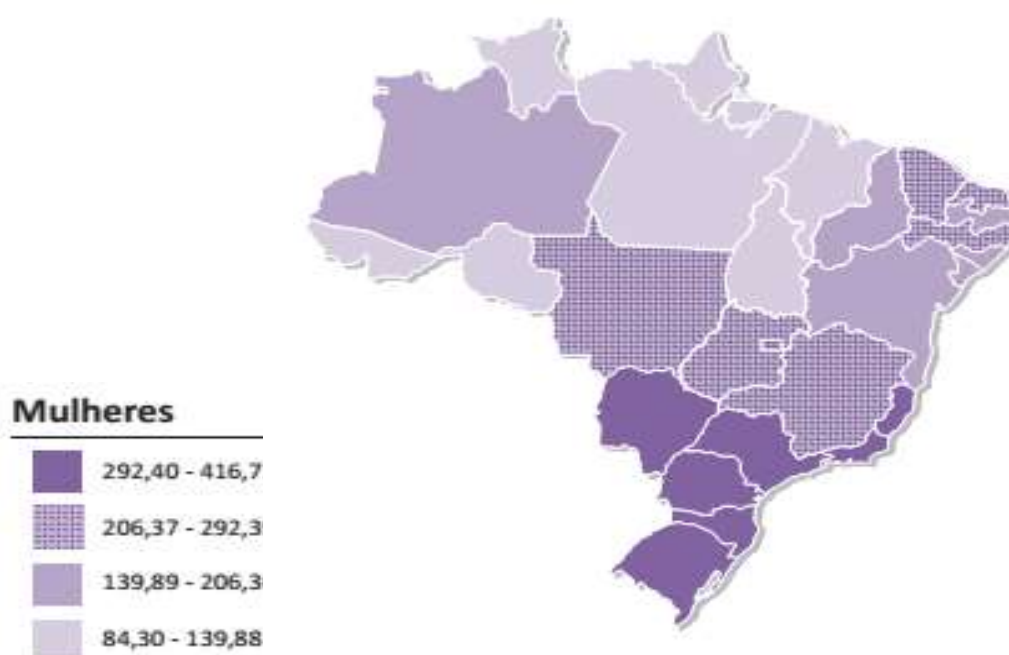 Mulheres
292,40 - 416,7
206,37 - 292,3
139,89 - 206,3
84,30 - 139,88